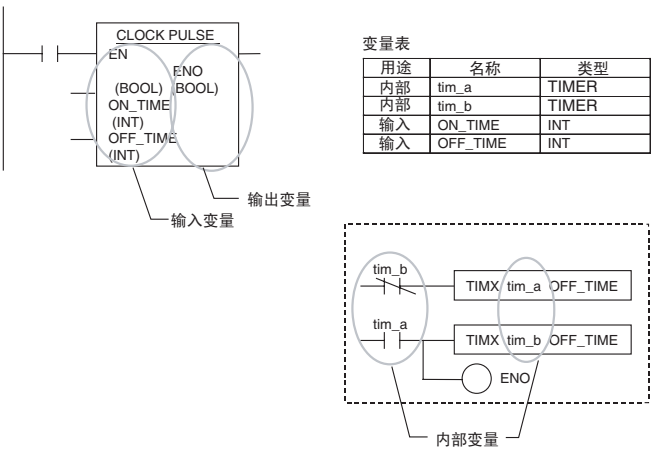 CLOCK PULSE
EN
ENO
(BOOL) (BOOL)
ON_TIME
(INT)
OFF_TIME
(INT)
输出变量
输入变量
变量表
用途 名称 类型
内部 tim_a TIMER
内部 tim_b TIMER
输入 ON_TIME INT
输入 OFF_TIME INT
tim_b
TIMX tim_a OFF_TIME
tim_a
TIMX tim_b OFF_TIME
ENO
内部变量